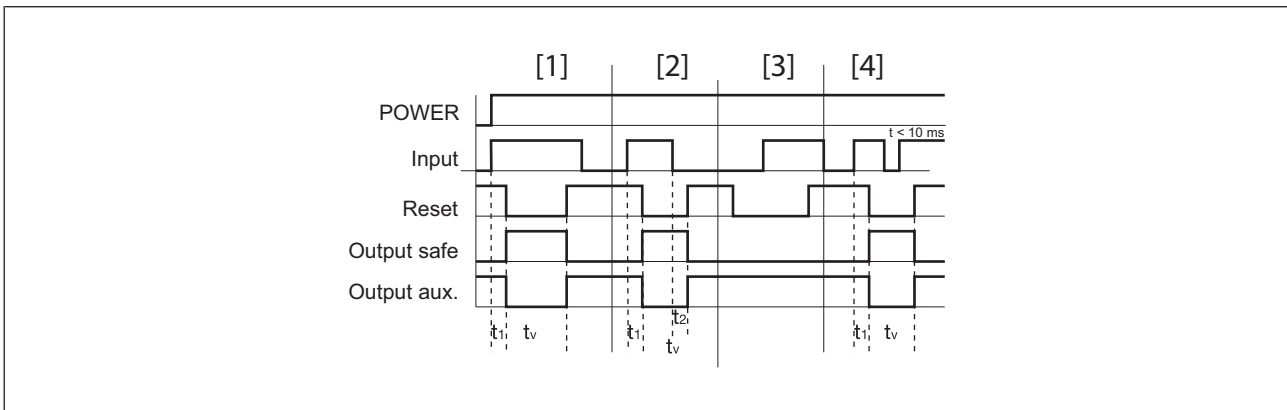 [1] [2] [3] [4]
POWER
t < 10 ms
Input
Reset
Output safe
Output aux.
t1 tv t1 t2 tv t1 tv